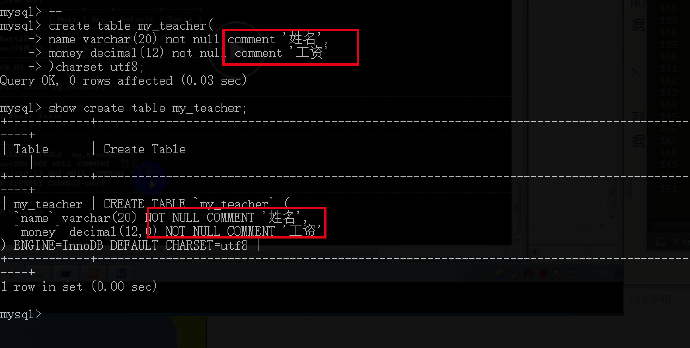 mysql> --
mysql> create table my_teacher(
-> name varchar(20) not null comment '姓名',
-> money decimal(12) not null comment '工资'
-> )charset utf8;
Query OK, 0 rows affected (0.03 sec)
mysql> show create table my_teacher;
+------------+-----------------------------------------------------------------
----+
| Table | Create Table
|
+------------+-----------------------------------------------------------------
----+
| my_teacher | CREATE TABLE `my_teacher` (
`name` varchar(20) NOT NULL COMMENT '姓名',
`money` decimal(12,0) NOT NULL COMMENT '工资'
) ENGINE=InnoDB DEFAULT CHARSET=utf8 |
+------------+-----------------------------------------------------------------
----+
1 row in set (0.00 sec)
mysql>